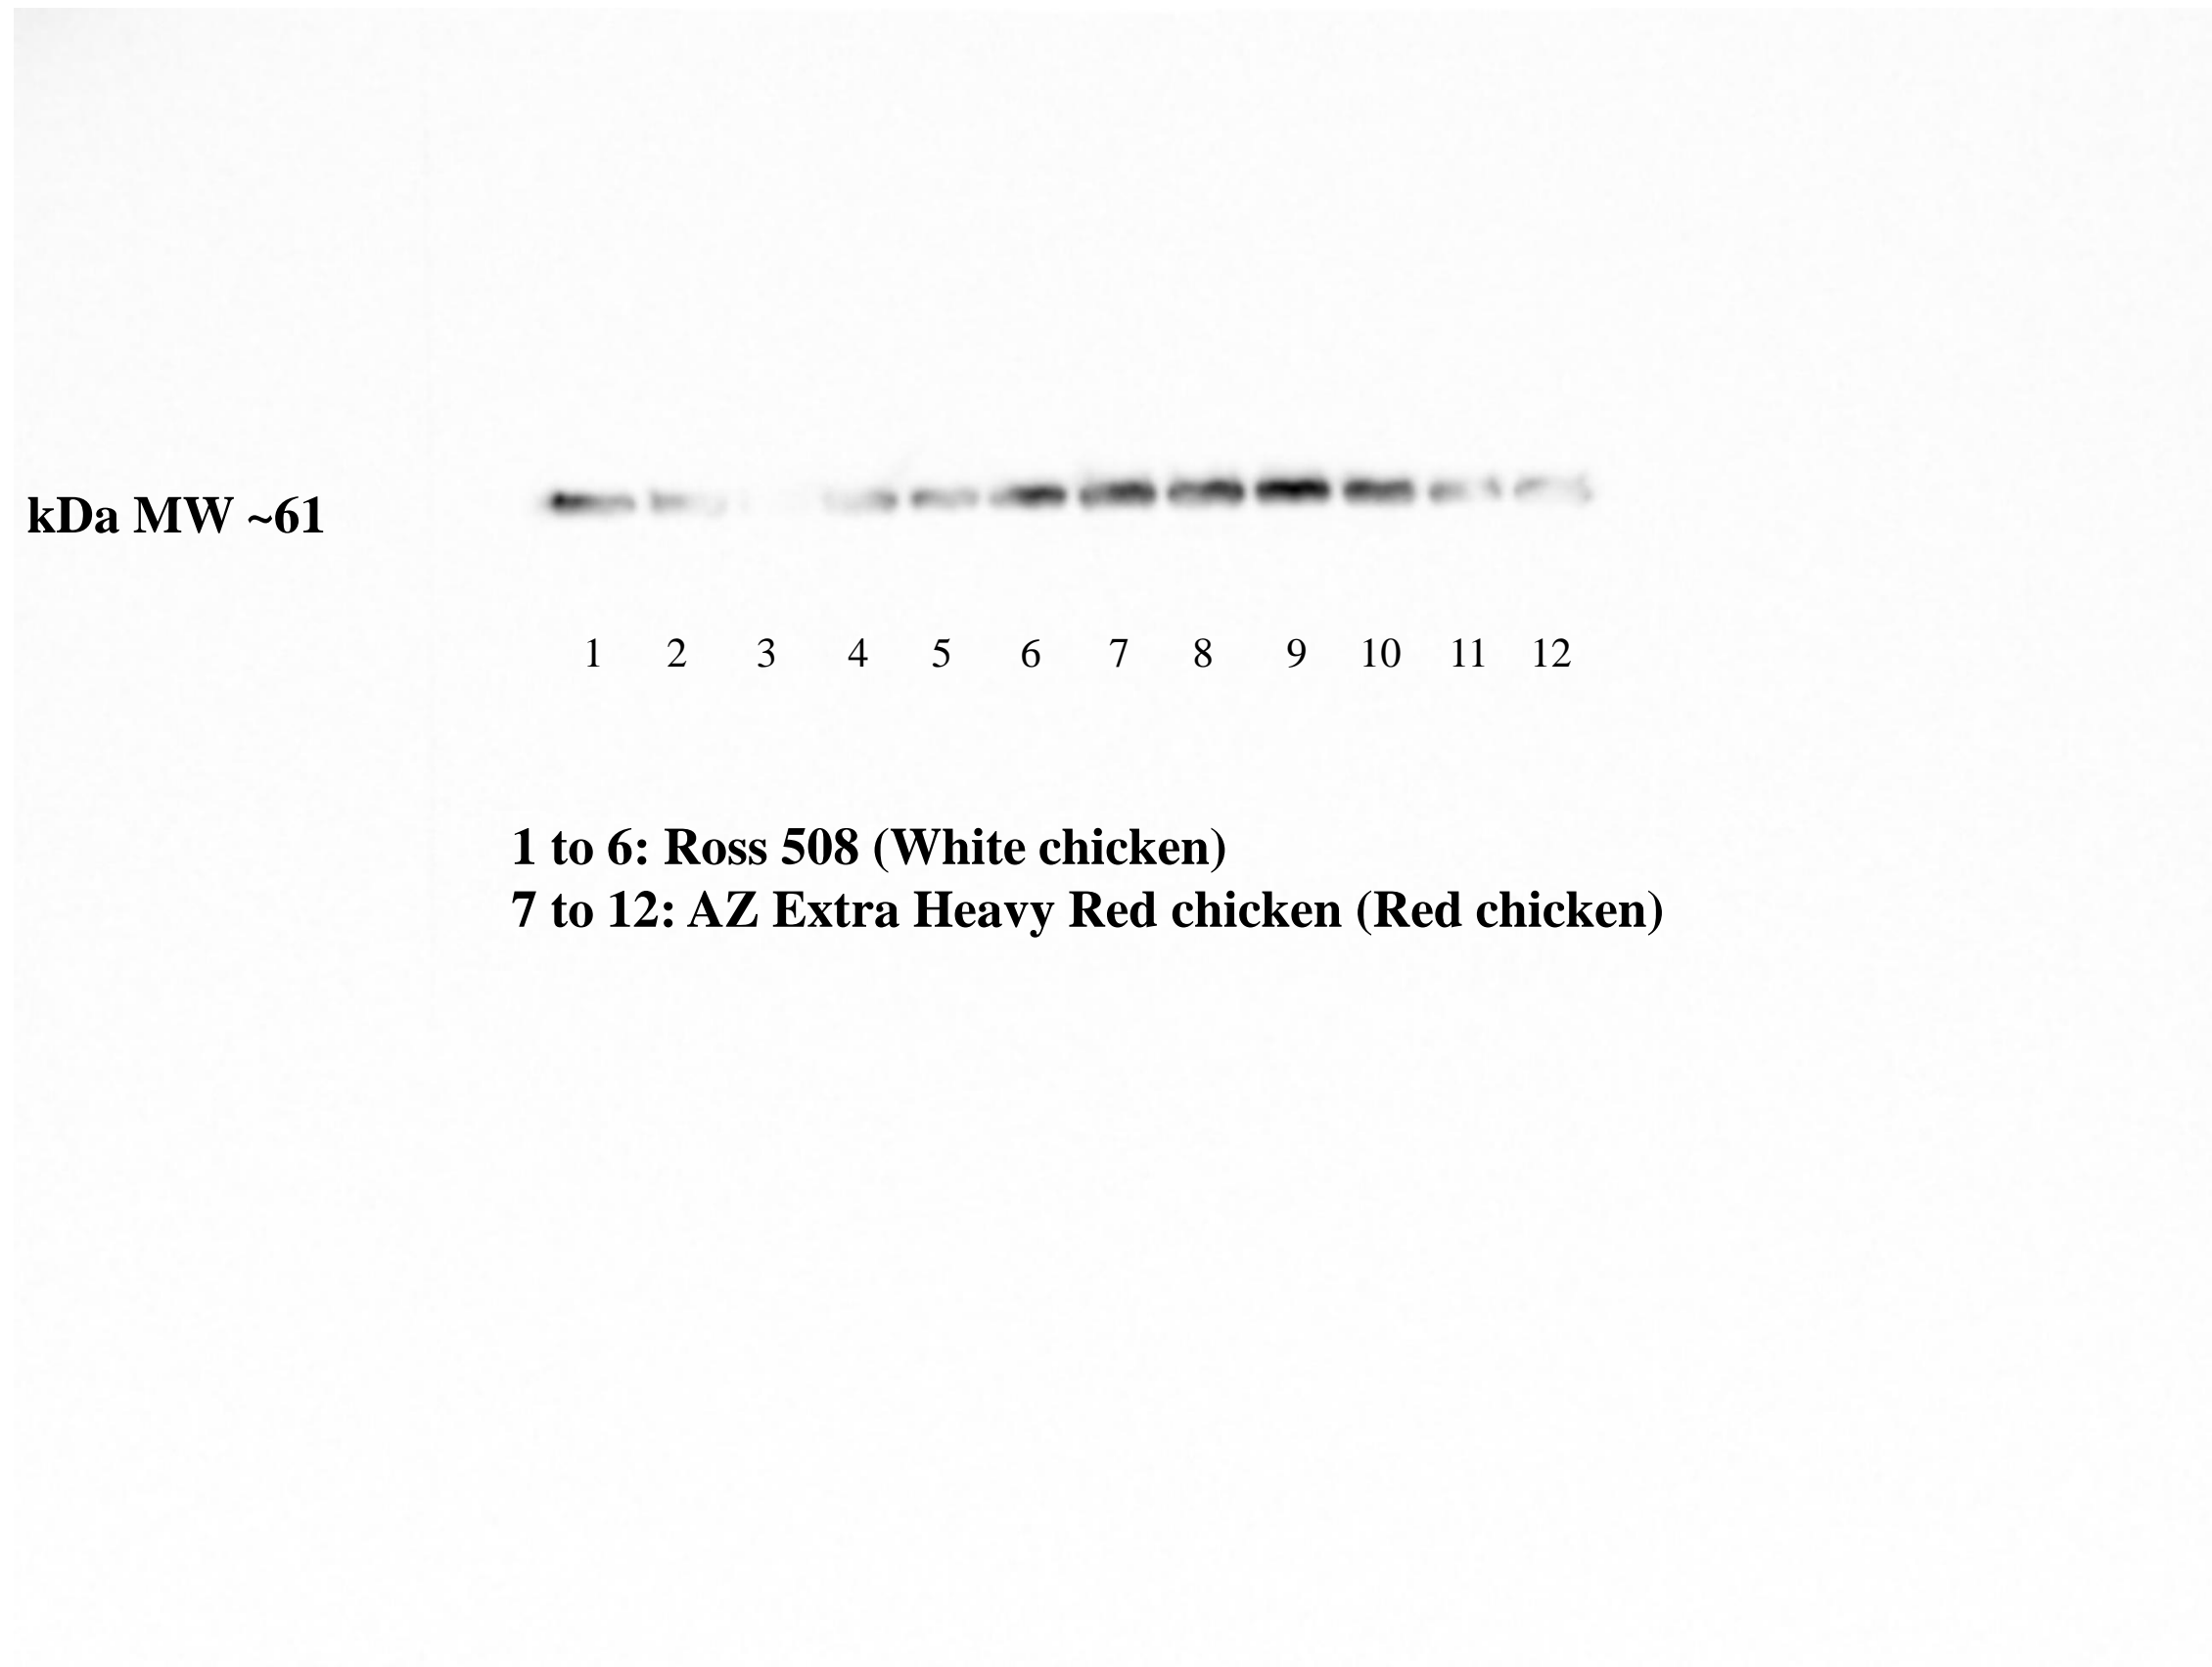 kDa MW ~61
1 2 3 4 5 6 7 8 9 10 11 12
1 to 6: Ross 508 (White chicken)
7 to 12: AZ Extra Heavy Red chicken (Red chicken)